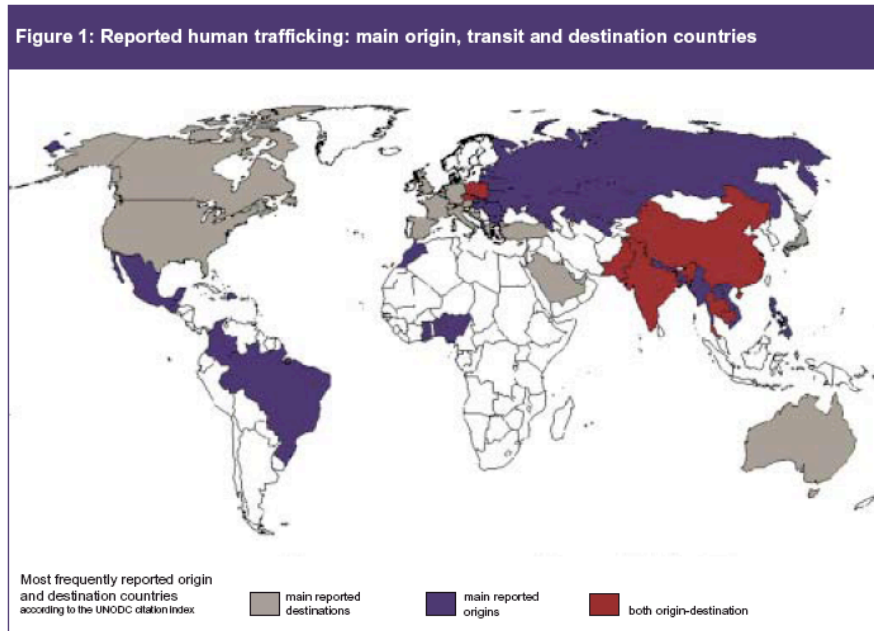 Figure 1: Reported human trafficking: main origin, transit and destination countries
Most frequently reported origin
and destination countries
according to the UNODC citation index
main reported
destinations
main reported
origins
both origin-destination